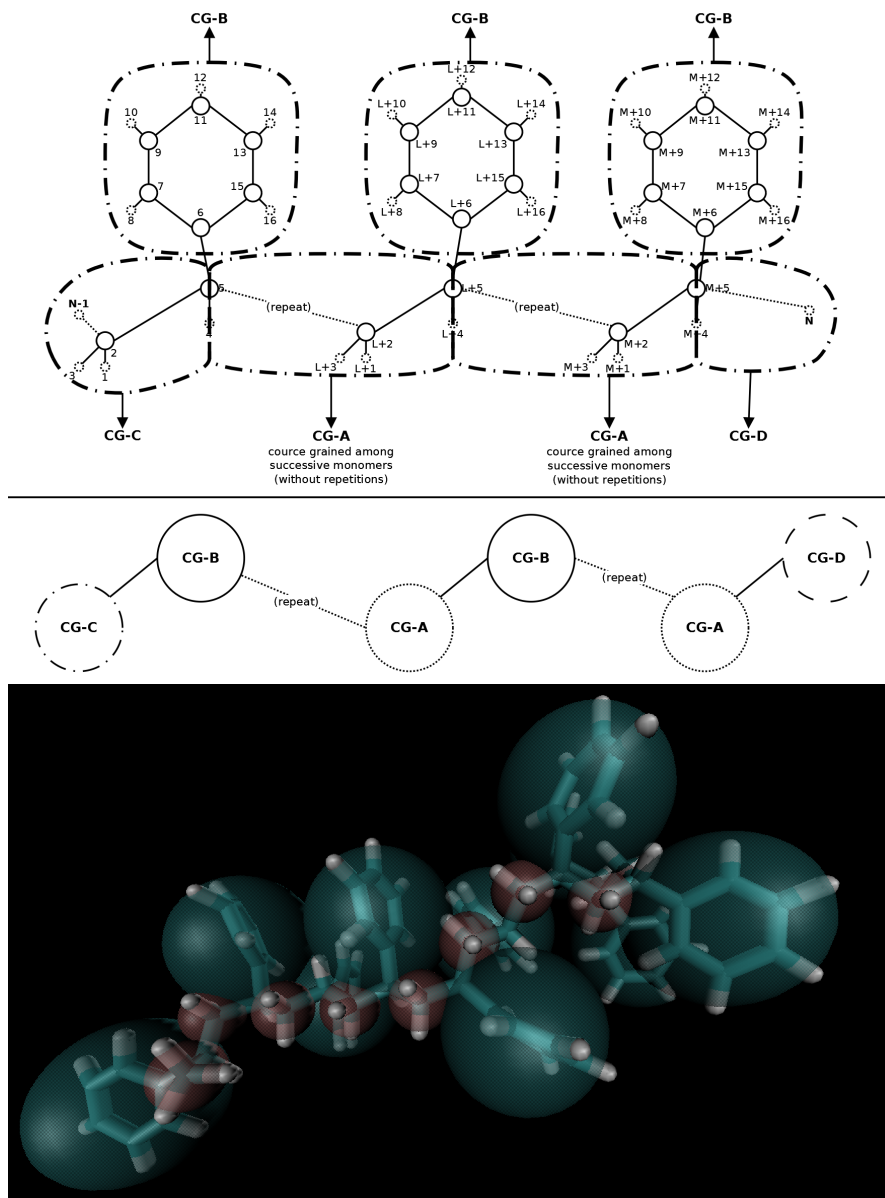 CG-B CG-B CG-B
12 L+12 M+12
10 14 L+10 L+14 M+10 M+14
11 L+11 M+11
9 13 L+9 L+13 M+9 M+13
7 15 L+7 L+15 M+7 M+15
8 6 16 L+8 L+6 L+16 M+8 M+6 M+16
5 L+5 M+5
N-1 (repeat) (repeat) N
4 L+4 M+4
2 L+2 M+2
3 1 L+3 L+1 M+3 M+1
CG-C CG-A CG-A CG-D
cource grained among cource grained among
successive monomers successive monomers
(without repetitions) (without repetitions)
CG-B CG-B CG-D
(repeat) (repeat)
CG-C CG-A CG-A